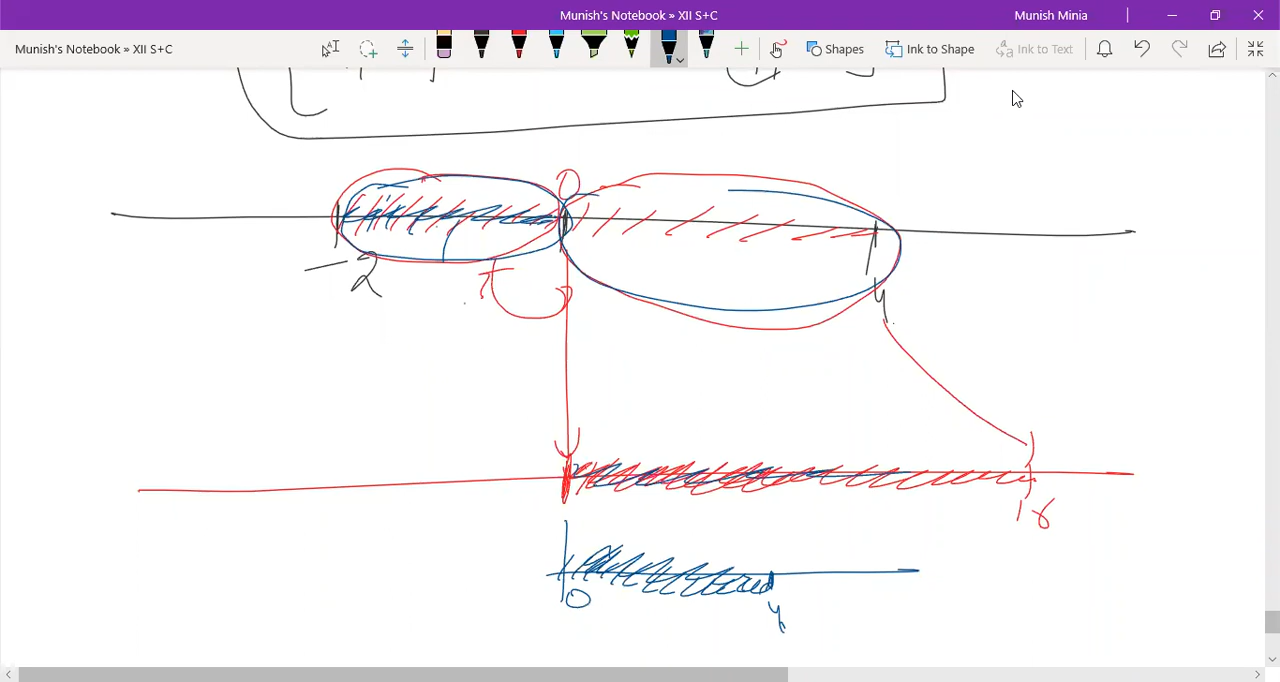 Munish's Notebook » XII S+C
Munish Minia
Munish's Notebook » XII S+C
Shapes
Ink to Shape
Ink to Text
0
-2
4
16
0
4